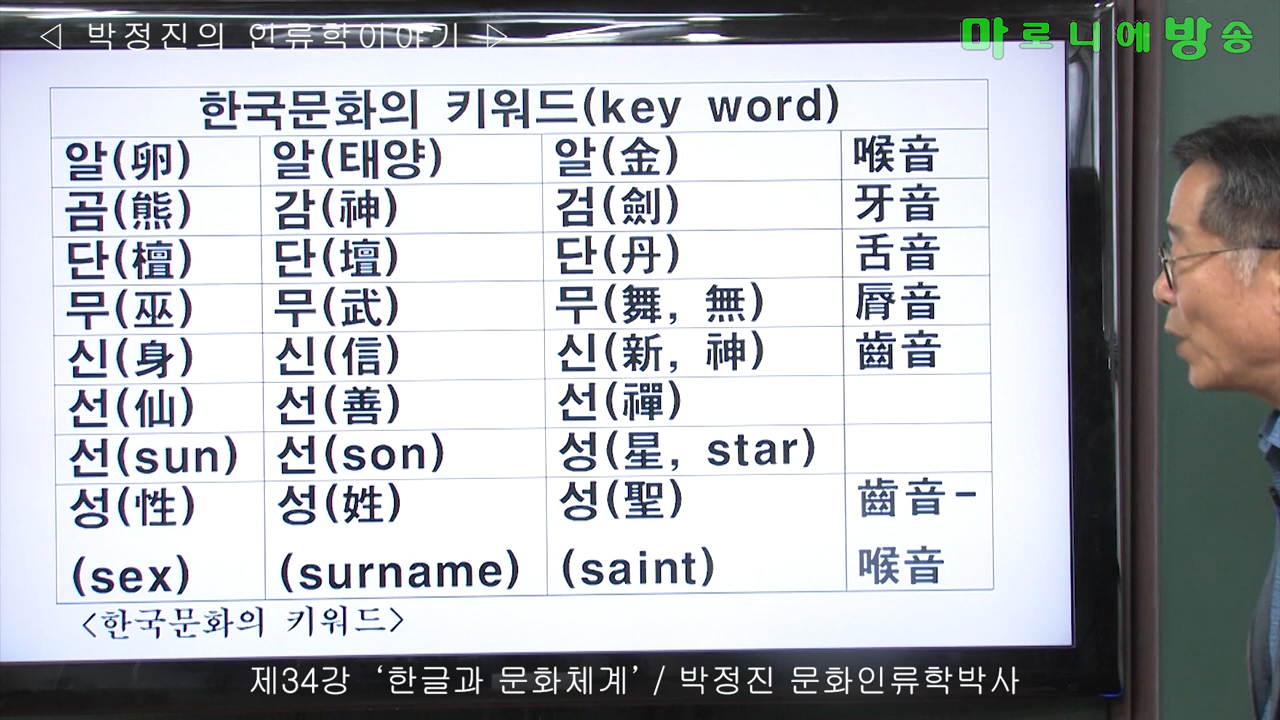 ◁ 박정진의 인류학이야기 ▷
마로니에방송
한국문화의 키워드(key word)
알(卵) 알(태양) 알(金) 喉音
곰(熊) 감(神) 검(劍) 牙音
단(檀) 단(壇) 단(丹) 舌音
무(巫) 무(武) 무(舞, 無) 脣音
신(身) 신(信) 신(新, 神) 齒音
선(仙) 선(善) 선(禪)
선(sun) 선(son) 성(星, star)
성(性) 성(姓) 성(聖) 齒音-
(sex) (surname) (saint) 喉音
<한국문화의 키워드>
제34강 ‘한글과 문화체계’ / 박정진 문화인류학박사